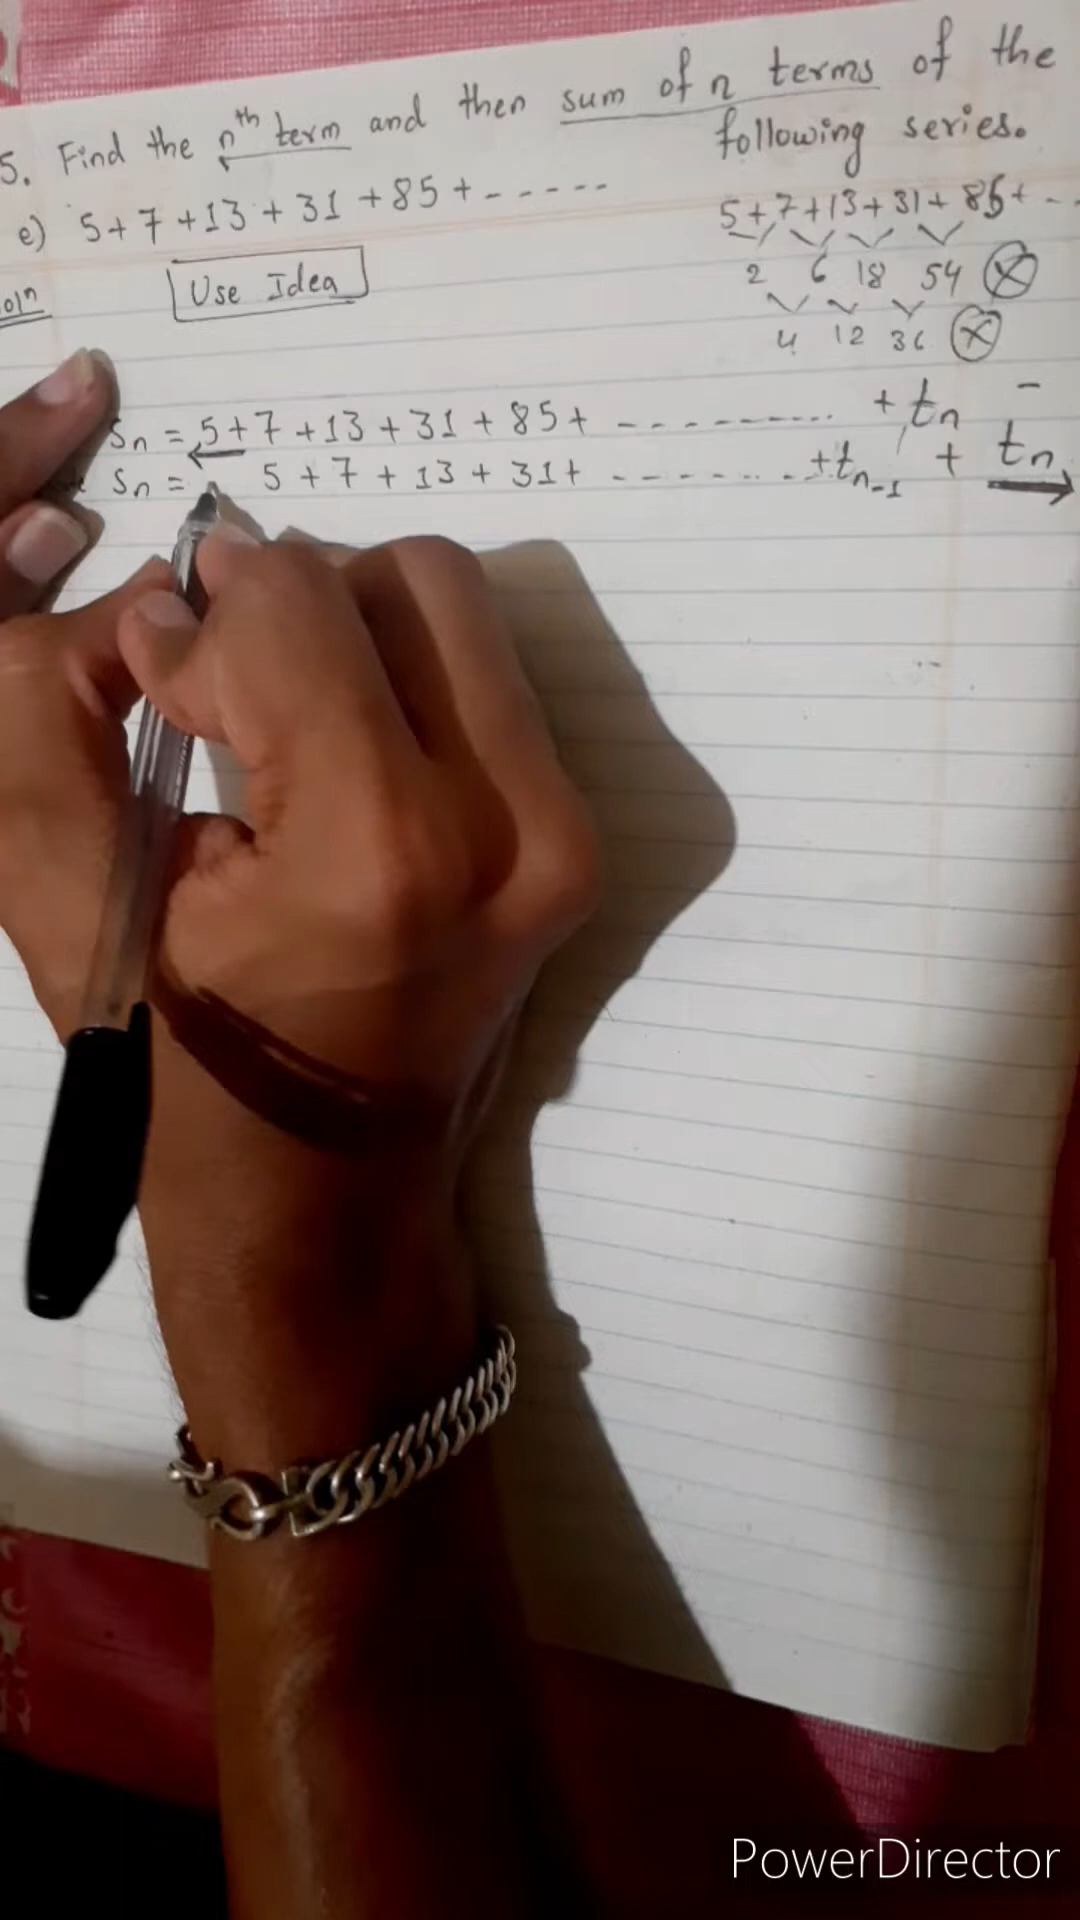 5. Find the nth term and then sum of n terms of the
following series.
e) 5+7+13+31+85+-----
5+7+13+31+85+--
2 6 18 54 ⊗
4 12 36 ⊗
Use Idea
Sn = 5+7+13+31+85+ --------- +tn -
Sn = 5+7+13+31+ -------- +tn-1 + tn
PowerDirector